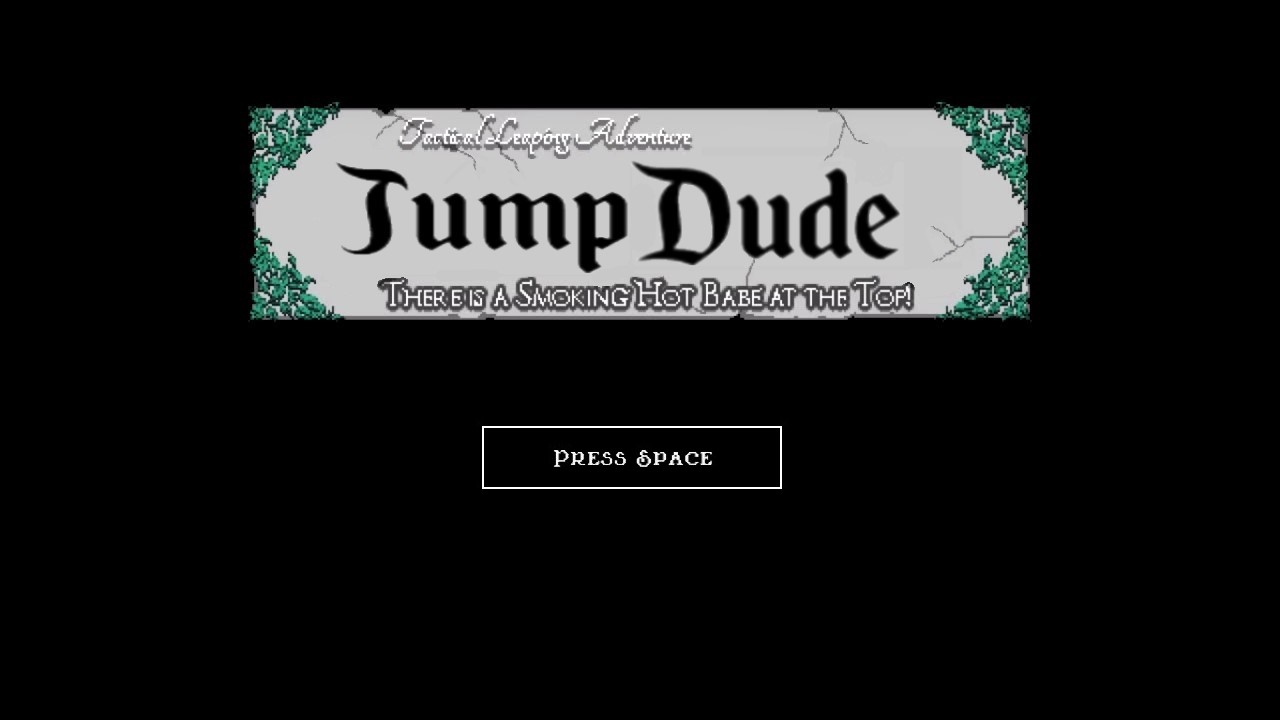 Tactical Leaping Adventure
Jump Dude
There is a Smoking Hot Babe at the Top!
Press Space